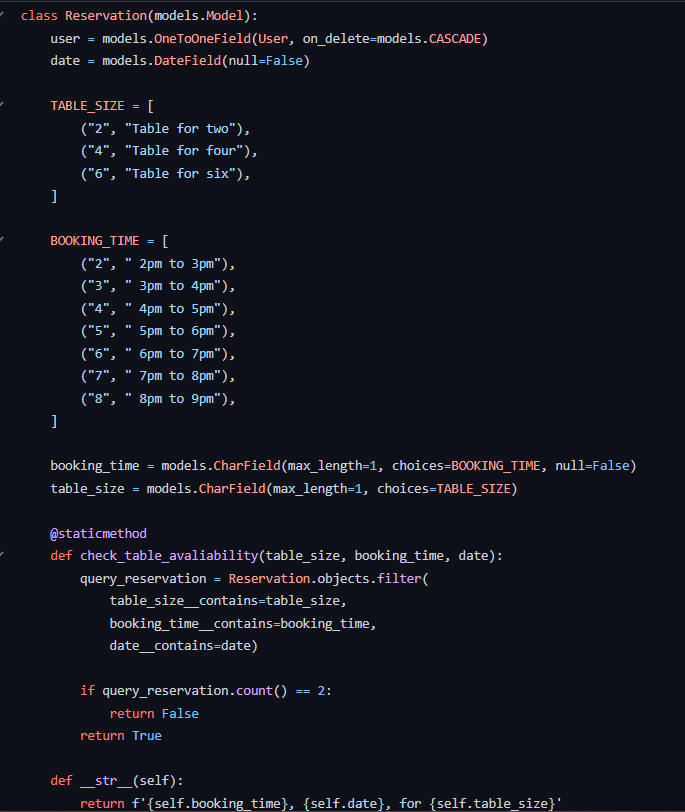 class Reservation(models.Model):
    user = models.OneToOneField(User, on_delete=models.CASCADE)
    date = models.DateField(null=False)

    TABLE_SIZE = [
        ("2", "Table for two"),
        ("4", "Table for four"),
        ("6", "Table for six"),
    ]

    BOOKING_TIME = [
        ("2", " 2pm to 3pm"),
        ("3", " 3pm to 4pm"),
        ("4", " 4pm to 5pm"),
        ("5", " 5pm to 6pm"),
        ("6", " 6pm to 7pm"),
        ("7", " 7pm to 8pm"),
        ("8", " 8pm to 9pm"),
    ]

    booking_time = models.CharField(max_length=1, choices=BOOKING_TIME, null=False)
    table_size = models.CharField(max_length=1, choices=TABLE_SIZE)

    @staticmethod
    def check_table_avaliability(table_size, booking_time, date):
        query_reservation = Reservation.objects.filter(
            table_size__contains=table_size,
            booking_time__contains=booking_time,
            date__contains=date)

        if query_reservation.count() == 2:
            return False
        return True

    def __str__(self):
        return f'{self.booking_time}, {self.date}, for {self.table_size}'